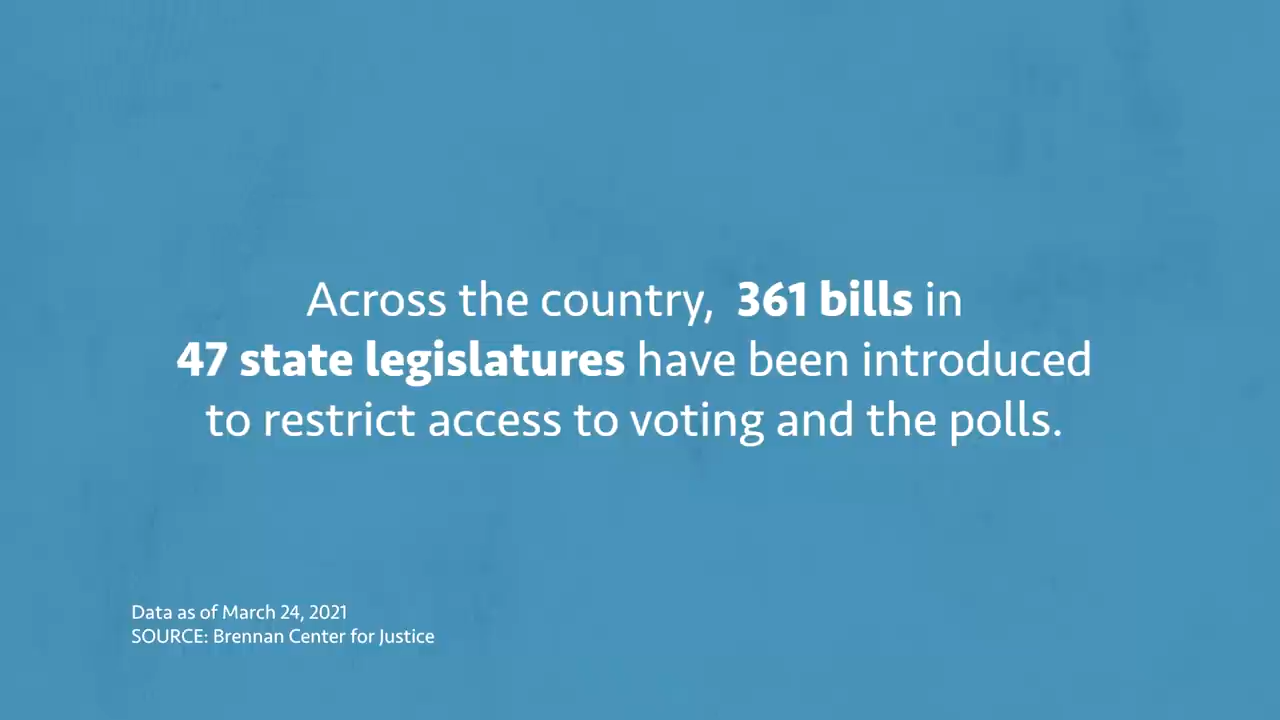 Across the country,  361 bills in
47 state legislatures have been introduced
to restrict access to voting and the polls.
Data as of March 24, 2021
SOURCE: Brennan Center for Justice